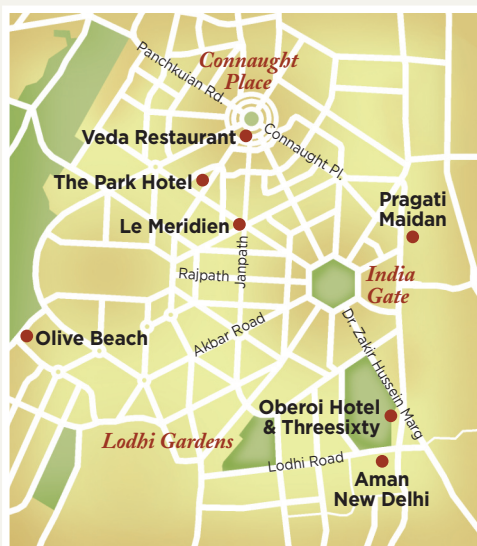 Panchkuian Rd.
Connaught
Place
Veda Restaurant
Connaught Pl.
The Park Hotel
Pragati
Maidan
Le Meridien
Janpath
Rajpath
India
Gate
Akbar Road
Dr. Zakir Hussein Marg
Olive Beach
Oberoi Hotel
& Threesixty
Lodhi Gardens
Lodhi Road
Aman
New Delhi